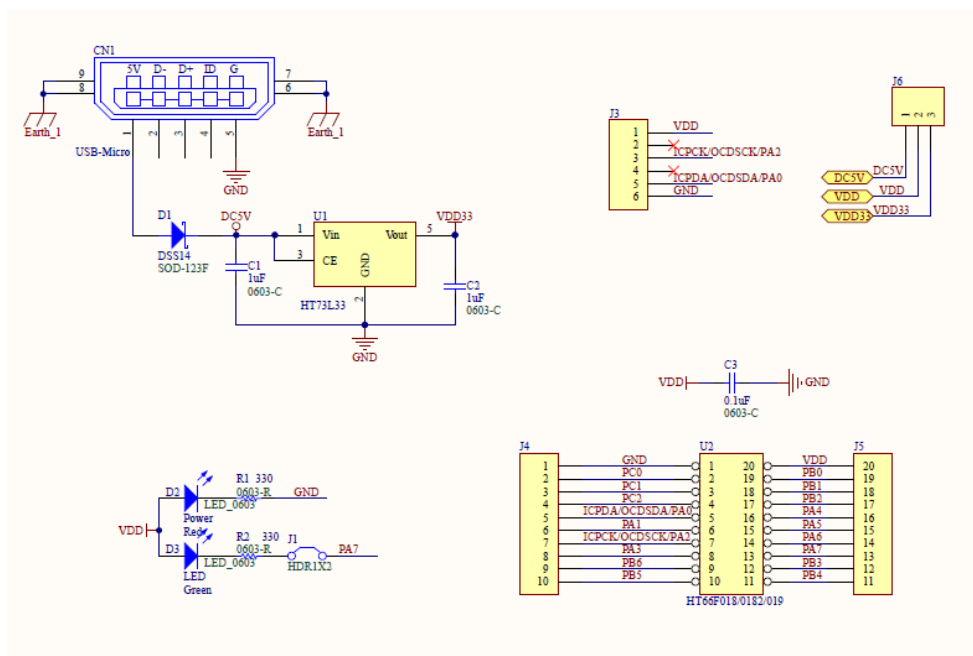 CN1
5V D- D+ ID G
9
8
7
6
Earth_1
Earth_1
USB-Micro
1 2 3 4 5
GND
D1
DSS14
SOD-123F
DC5V
C1
1uF
0603-C
U1
1 Vin Vout 5
3 CE
GND
2
HT73L33
VDD33
C2
1uF
0603-C
GND
J3
1 VDD
2
3 ICPCK/OCDSCK/PA2
4
5 ICPDA/OCDSDA/PA0
6 GND
J6
1 2 3
DC5V DC5V
VDD VDD
VDD33 VDD33
C3
VDD GND
0.1uF
0603-C
D2
R1 330
0603-R
GND
LED_0603
Power
Red
VDD
D3
R2 330
0603-R
LED_0603
J1
HDR1X2
PA7
LED
Green
J4 U2 J5
1 GND 1 20 VDD 20
2 PC0 2 19 PB0 19
3 PC1 3 18 PB1 18
4 PC2 4 17 PB2 17
5 ICPDA/OCDSDA/PA0 5 16 PA4 16
6 PA1 6 15 PA5 15
7 ICPCK/OCDSCK/PA2 7 14 PA6 14
8 PA3 8 13 PA7 13
9 PB6 9 12 PB3 12
10 PB5 10 11 PB4 11
HT66F018/0182/019